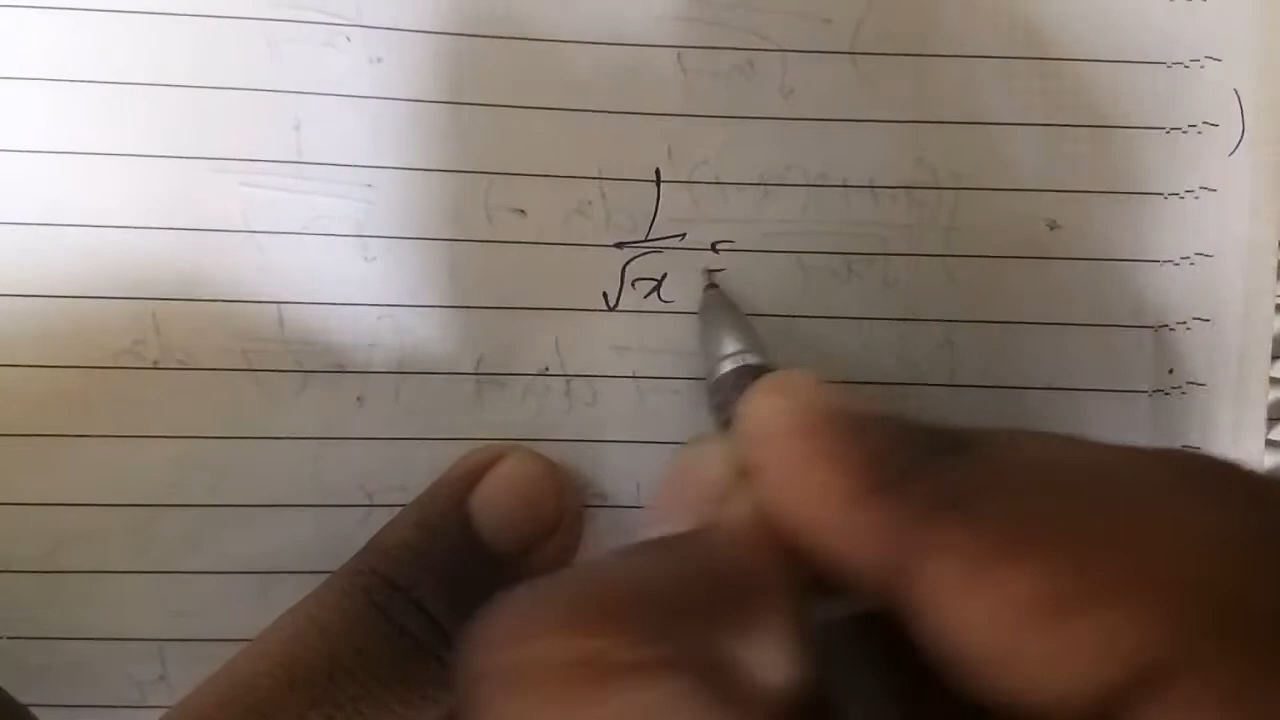 1
√x =
)